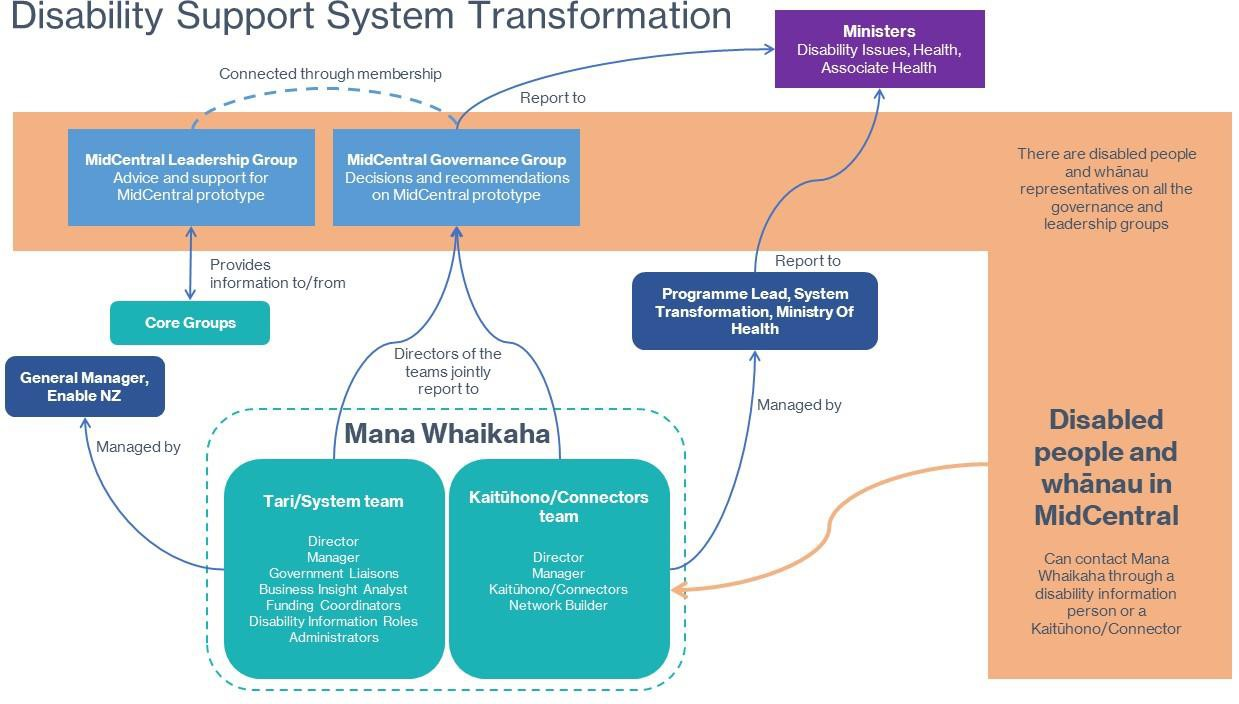 Disability Support System Transformation
Ministers
Disability Issues, Health,
Associate Health
Connected through membership
Report to
MidCentral Leadership Group
Advice and support for
MidCentral prototype
MidCentral Governance Group
Decisions and recommendations
on MidCentral prototype
There are disabled people
and whānau
representatives on all the
governance and
leadership groups
Provides
information to/from
Report to
Core Groups
Programme Lead, System
Transformation, Ministry Of
Health
General Manager,
Enable NZ
Directors of the
teams jointly
report to
Managed by
Managed by
Mana Whaikaha
Tari/System team
Director
Manager
Government Liaisons
Business Insight Analyst
Funding Coordinators
Disability Information Roles
Administrators
Kaitūhono/Connectors
team
Director
Manager
Kaitūhono/Connectors
Network Builder
Disabled
people and
whānau in
MidCentral
Can contact Mana
Whaikaha through a
disability information
person or a
Kaitūhono/Connector